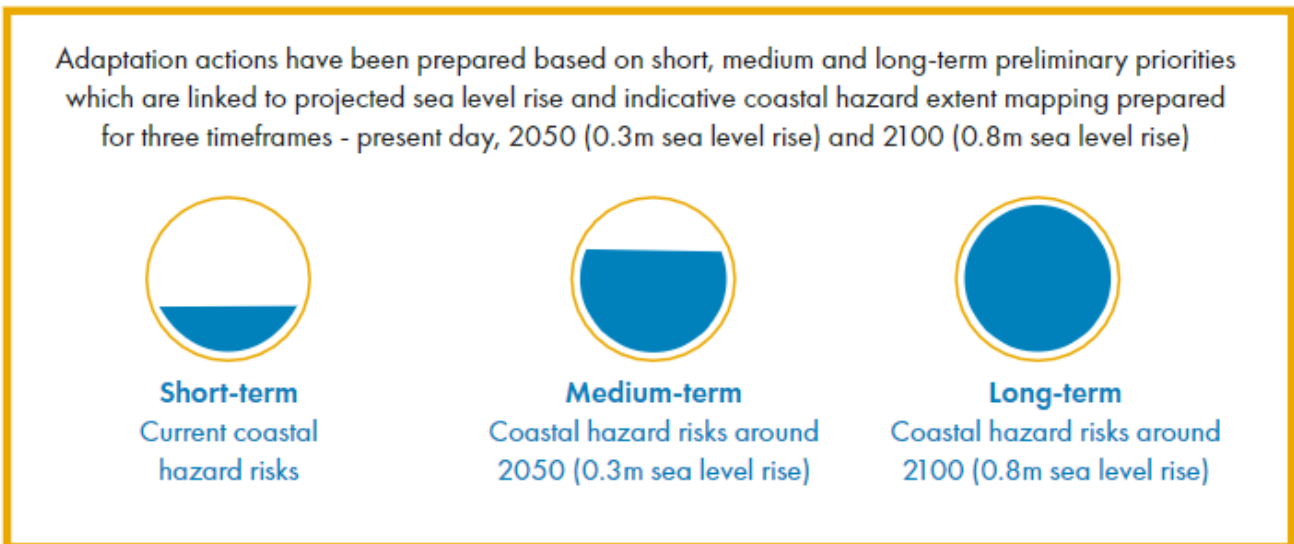 Adaptation actions have been prepared based on short, medium and long-term preliminary priorities
which are linked to projected sea level rise and indicative coastal hazard extent mapping prepared
for three timeframes - present day, 2050 (0.3m sea level rise) and 2100 (0.8m sea level rise)
Short-term
Current coastal
hazard risks
Medium-term
Coastal hazard risks around
2050 (0.3m sea level rise)
Long-term
Coastal hazard risks around
2100 (0.8m sea level rise)